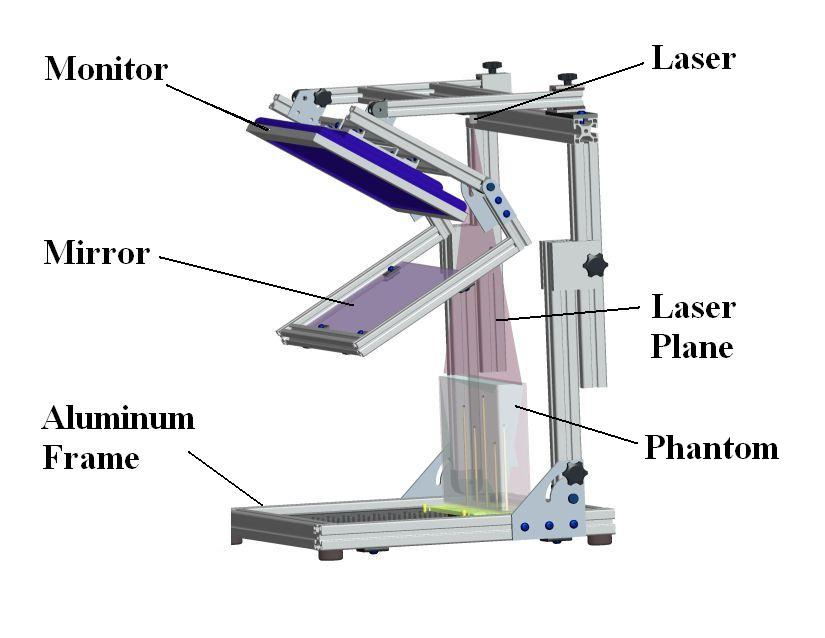 Monitor
Laser
Mirror
Laser
Plane
Aluminum
Frame
Phantom